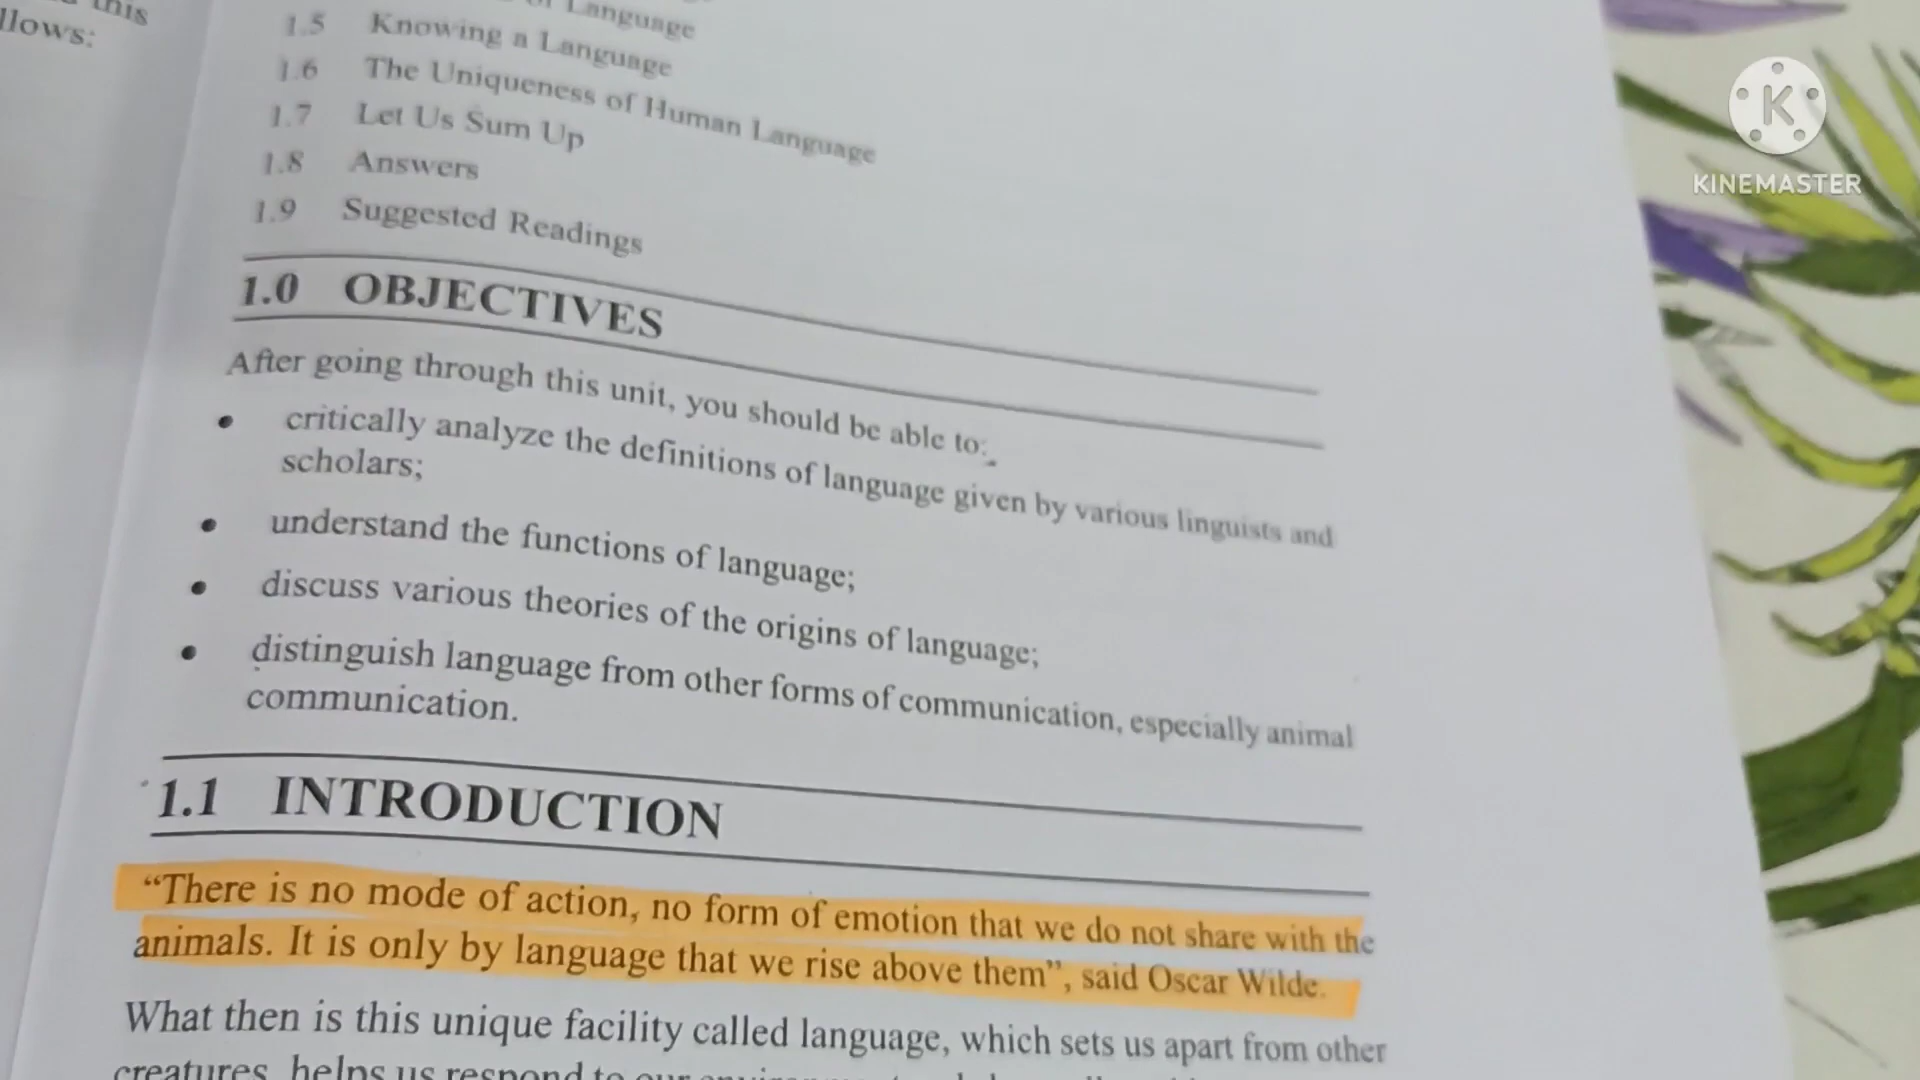 this
llows:
of Language
1.5 Knowing a Language
1.6 The Uniqueness of Human Language
1.7 Let Us Sum Up
1.8 Answers
1.9 Suggested Readings
1.0 OBJECTIVES
After going through this unit, you should be able to:
• critically analyze the definitions of language given by various linguists and
scholars;
• understand the functions of language;
• discuss various theories of the origins of language;
• distinguish language from other forms of communication, especially animal
communication.
1.1 INTRODUCTION
“There is no mode of action, no form of emotion that we do not share with the
animals. It is only by language that we rise above them”, said Oscar Wilde.
What then is this unique facility called language, which sets us apart from other
creatures, helps us respond to our
K
KINEMASTER